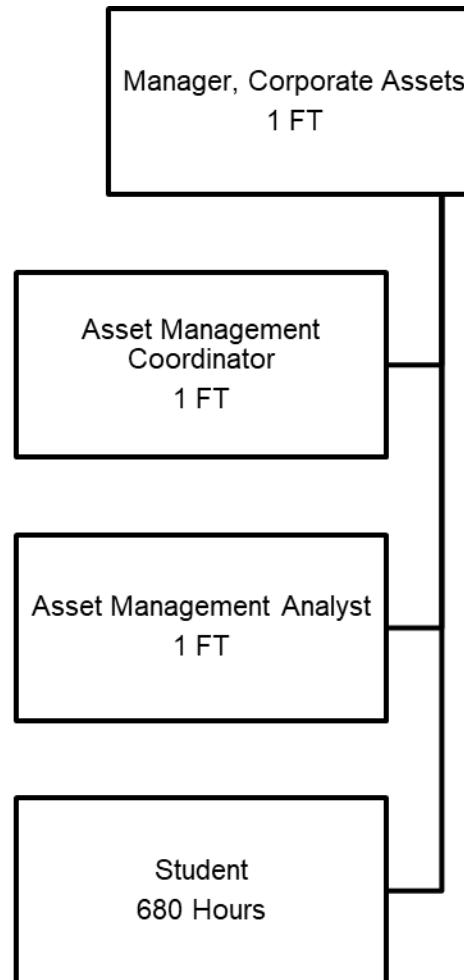 Manager, Corporate Assets
1 FT
Asset Management
Coordinator
1 FT
Asset Management Analyst
1 FT
Student
680 Hours